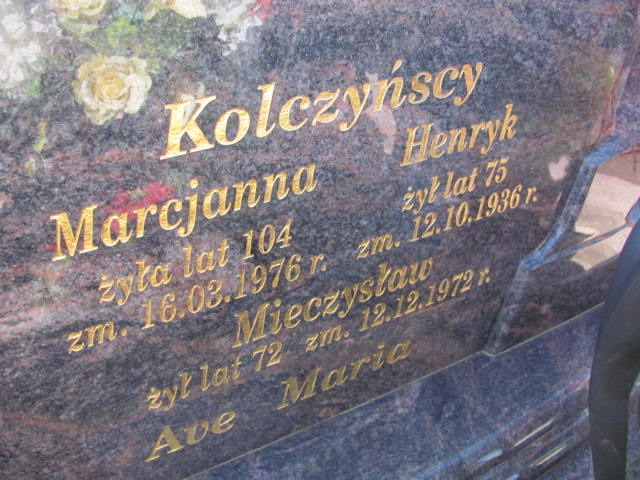 Kolczyńscy
Marcjanna Henryk
żyła lat 104 żył lat 75
zm. 16.03.1976 r. zm. 12.10.1936 r.
Mieczysław
żył lat 72 zm. 12.12.1972 r.
Ave Maria